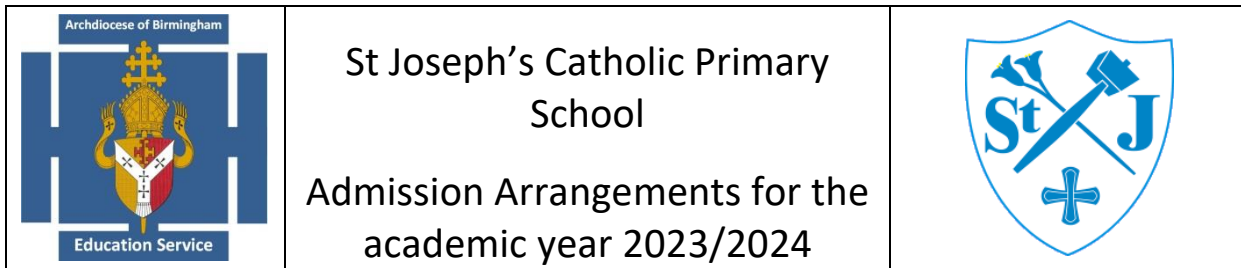 Archdiocese of Birmingham
Education Service
St Joseph’s Catholic Primary
School
Admission Arrangements for the
academic year 2023/2024
St J